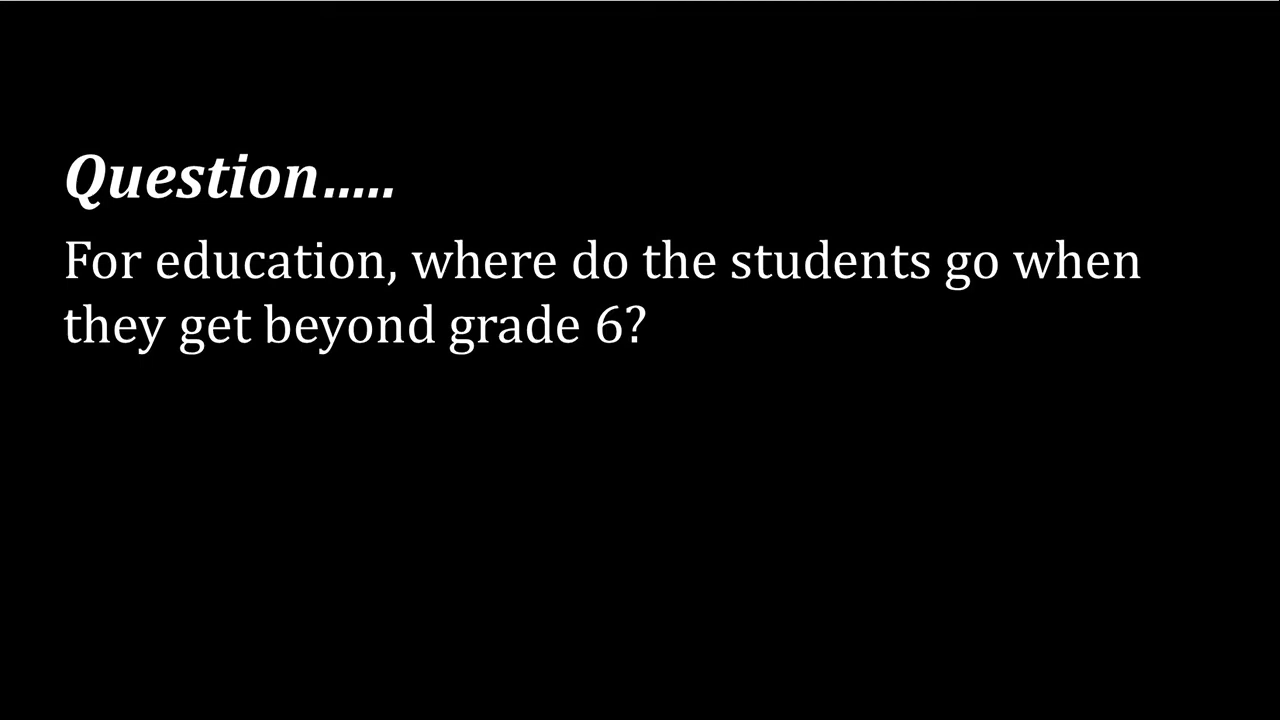 Question.....
For education, where do the students go when
they get beyond grade 6?